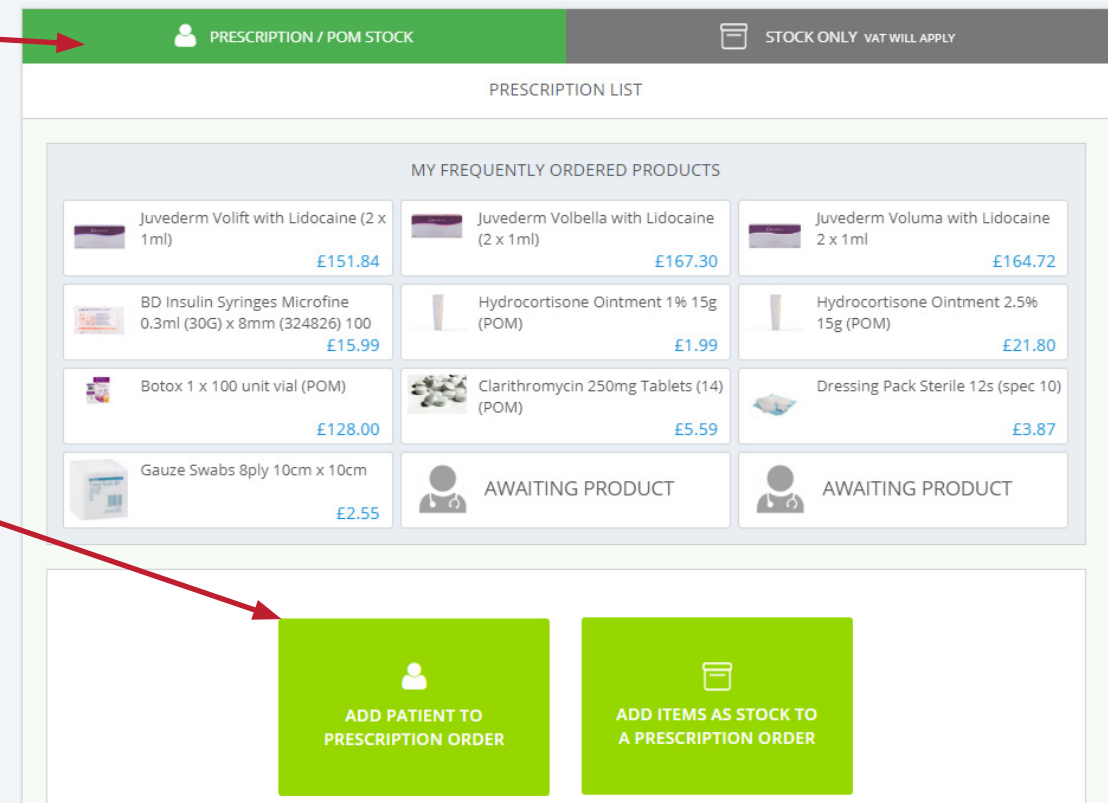 PRESCRIPTION / POM STOCK
STOCK ONLY VAT WILL APPLY
PRESCRIPTION LIST
MY FREQUENTLY ORDERED PRODUCTS
Juvederm Volift with Lidocaine (2 x
1ml)
£151.84
Juvederm Volbella with Lidocaine
(2 x 1ml)
£167.30
Juvederm Voluma with Lidocaine
2 x 1ml
£164.72
BD Insulin Syringes Microfine
0.3ml (30G) x 8mm (324826) 100
£15.99
Hydrocortisone Ointment 1% 15g
(POM)
£1.99
Hydrocortisone Ointment 2.5%
15g (POM)
£21.80
Botox 1 x 100 unit vial (POM)
£128.00
Clarithromycin 250mg Tablets (14)
(POM)
£5.59
Dressing Pack Sterile 12s (spec 10)
£3.87
Gauze Swabs 8ply 10cm x 10cm
£2.55
AWAITING PRODUCT
AWAITING PRODUCT
ADD PATIENT TO
PRESCRIPTION ORDER
ADD ITEMS AS STOCK TO
A PRESCRIPTION ORDER